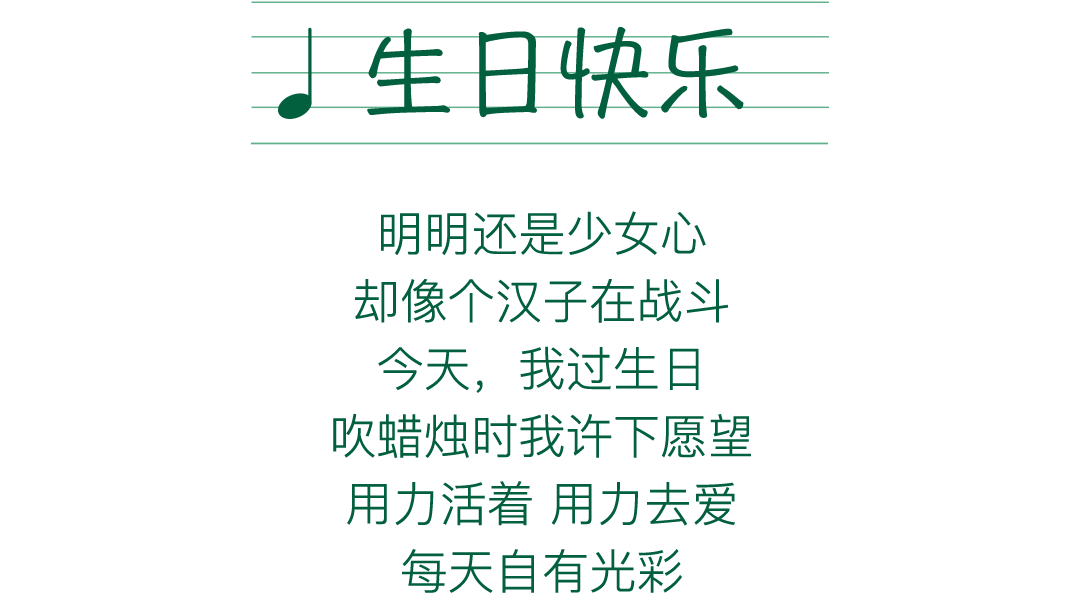 生日快乐
明明还是少女心
却像个汉子在战斗
今天，我过生日
吹蜡烛时我许下愿望
用力活着 用力去爱
每天自有光彩